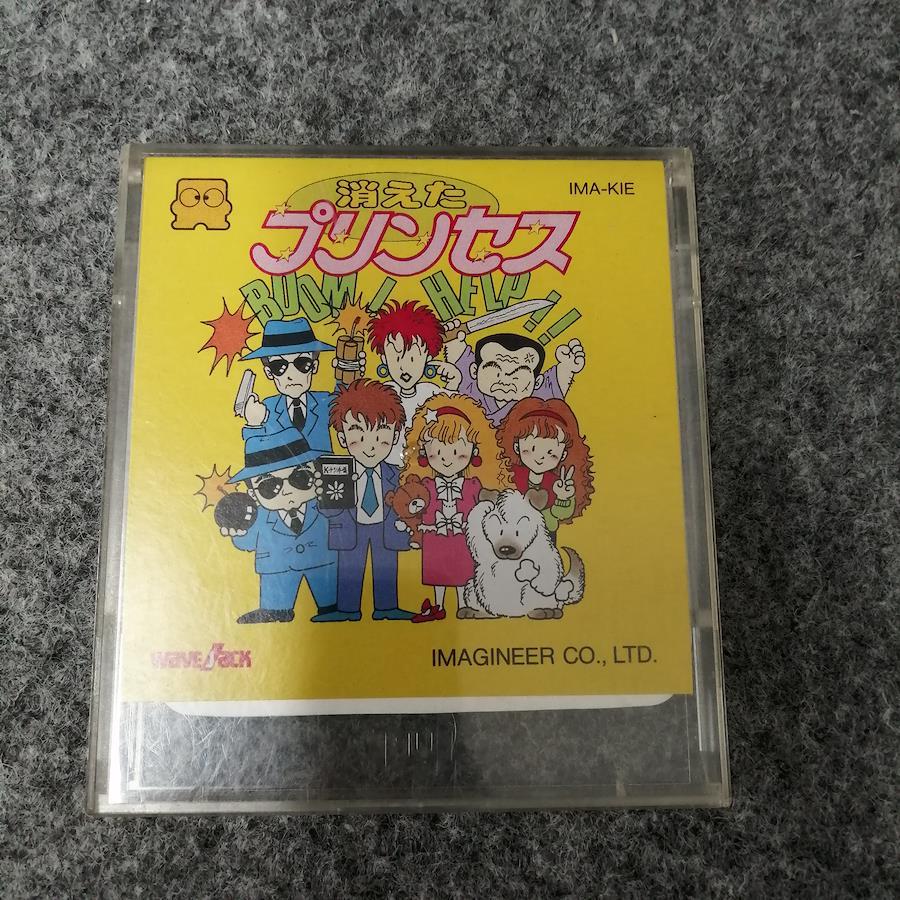 消えた
IMA-KIE
プリンセス
BOOM! HELP!!
WAVE JACK
IMAGINEER CO., LTD.